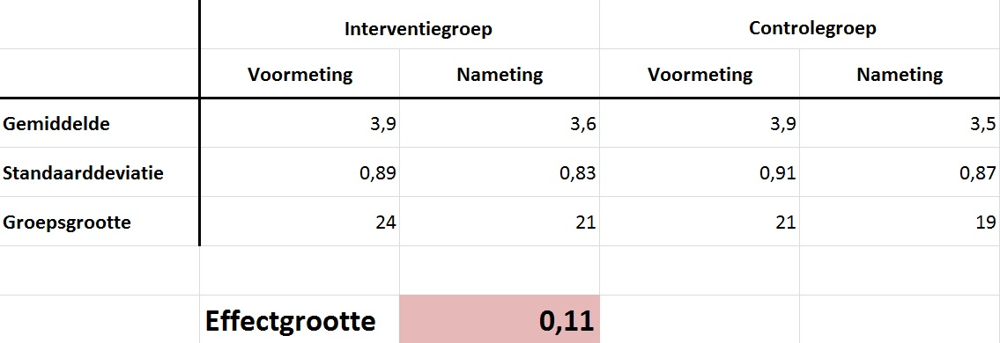 Interventiegroep Controlegroep
Voormeting Nameting Voormeting Nameting
Gemiddelde 3,9 3,6 3,9 3,5
Standaarddeviatie 0,89 0,83 0,91 0,87
Groepsgrootte 24 21 21 19
Effectgrootte 0,11